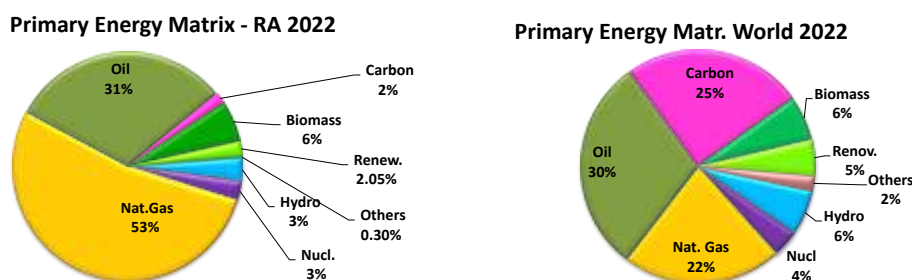 Primary Energy Matrix - RA 2022
Oil
31%
Carbon
2%
Biomass
6%
Renew.
2.05%
Others
0.30%
Hydro
3%
Nucl.
3%
Nat.Gas
53%
Primary Energy Matr. World 2022
Carbon
25%
Biomass
6%
Renov.
5%
Others
2%
Hydro
6%
Nucl
4%
Nat. Gas
22%
Oil
30%